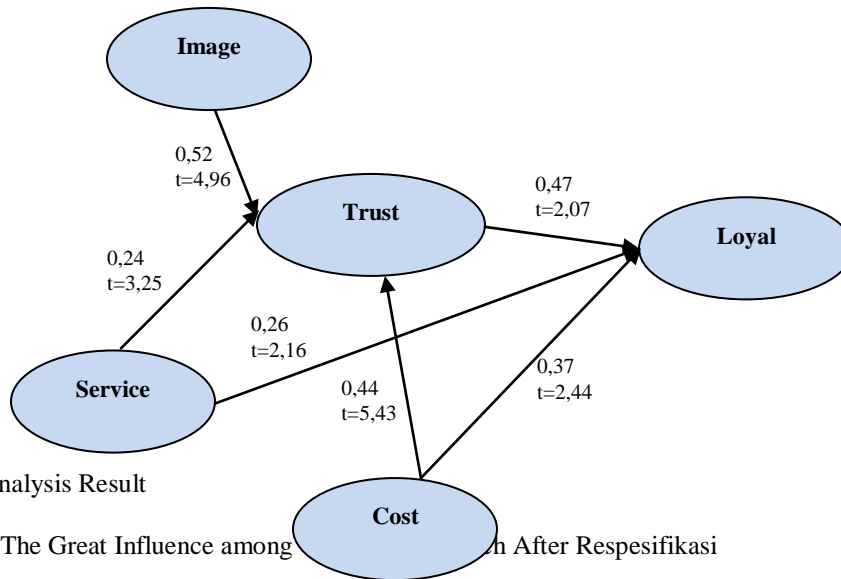 Image
0,52
t=4,96
Trust
0,47
t=2,07
Loyal
0,24
t=3,25
0,26
t=2,16
0,37
t=2,44
Service
0,44
t=5,43
Analysis Result
Cost
The Great Influence among After Respesifikasi